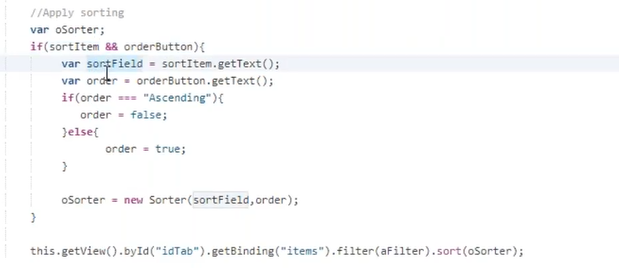 //Apply sorting
var oSorter;
if(sortItem && orderButton){
var sortField = sortItem.getText();
var order = orderButton.getText();
if(order === "Ascending"){
order = false;
}else{
order = true;
}
oSorter = new Sorter(sortField,order);
}
this.getView().byId("idTab").getBinding("items").filter(aFilter).sort(oSorter);